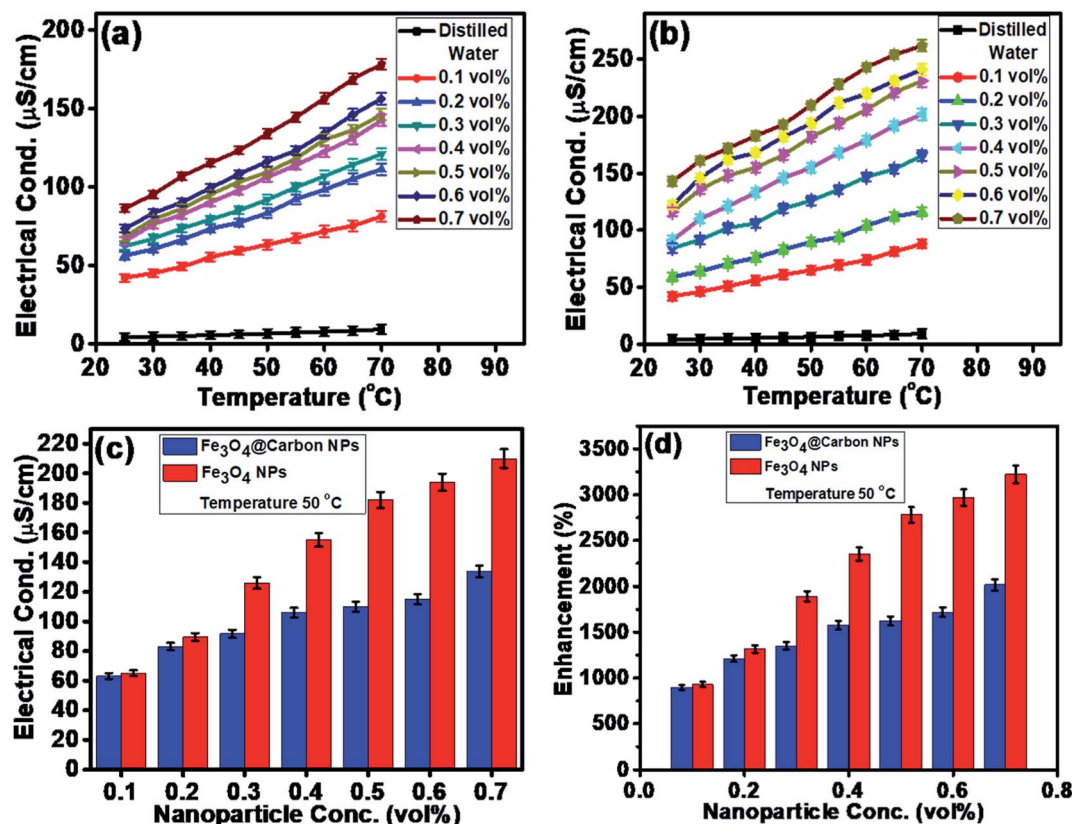 (a)
Electrical Cond. (μS/cm)
200
150
100
50
0
20 30 40 50 60 70 80 90
Temperature (°C)
Distilled
Water
0.1 vol%
0.2 vol%
0.3 vol%
0.4 vol%
0.5 vol%
0.6 vol%
0.7 vol%
(b)
Electrical Cond. (μS/cm)
250
200
150
100
50
0
20 30 40 50 60 70 80 90
Temperature (°C)
Distilled
Water
0.1 vol%
0.2 vol%
0.3 vol%
0.4 vol%
0.5 vol%
0.6 vol%
0.7 vol%
(c)
Electrical Cond. (μS/cm)
220
200
180
160
140
120
100
80
60
40
20
0
0.1 0.2 0.3 0.4 0.5 0.6 0.7
Nanoparticle Conc. (vol%)
Fe₃O₄@Carbon NPs
Fe₃O₄ NPs
Temperature 50 °C
(d)
Enhancement (%)
3500
3000
2500
2000
1500
1000
500
0
0.0 0.2 0.4 0.6 0.8
Nanoparticle Conc. (vol%)
Fe₃O₄@Carbon NPs
Fe₃O₄ NPs
Temperature 50 °C